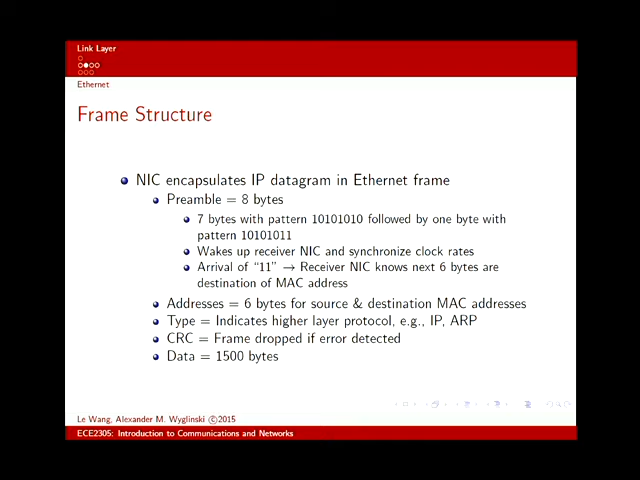 Link Layer
Ethernet
Frame Structure
NIC encapsulates IP datagram in Ethernet frame
Preamble = 8 bytes
7 bytes with pattern 10101010 followed by one byte with
pattern 10101011
Wakes up receiver NIC and synchronize clock rates
Arrival of “11” → Receiver NIC knows next 6 bytes are
destination of MAC address
Addresses = 6 bytes for source & destination MAC addresses
Type = Indicates higher layer protocol, e.g., IP, ARP
CRC = Frame dropped if error detected
Data = 1500 bytes
Le Wang, Alexander M. Wyglinski ©2015
ECE2305: Introduction to Communications and Networks